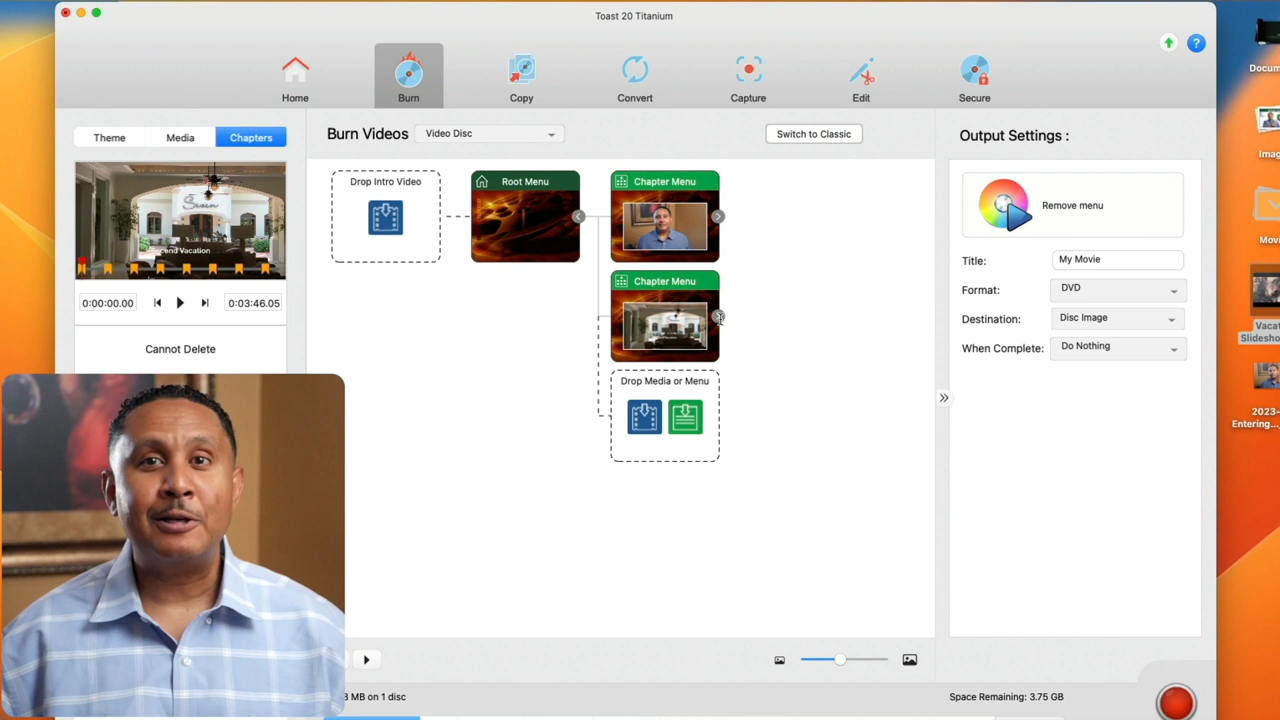 Toast 20 Titanium
Home
Burn
Copy
Convert
Capture
Edit
Secure
Theme
Media
Chapters
Burn Videos
Video Disc
Switch to Classic
Output Settings :
Drop Intro Video
Root Menu
Chapter Menu
Remove menu
cend Vacation
Title:
My Movie
Format:
DVD
Destination:
Disc Image
When Complete:
Do Nothing
0:00:00.00
0:03:46.05
Chapter Menu
Cannot Delete
Drop Media or Menu
MB on 1 disc
Space Remaining: 3.75 GB
Docum
Imag
Movi
Vacat
Slidesho
2023-
Entering...